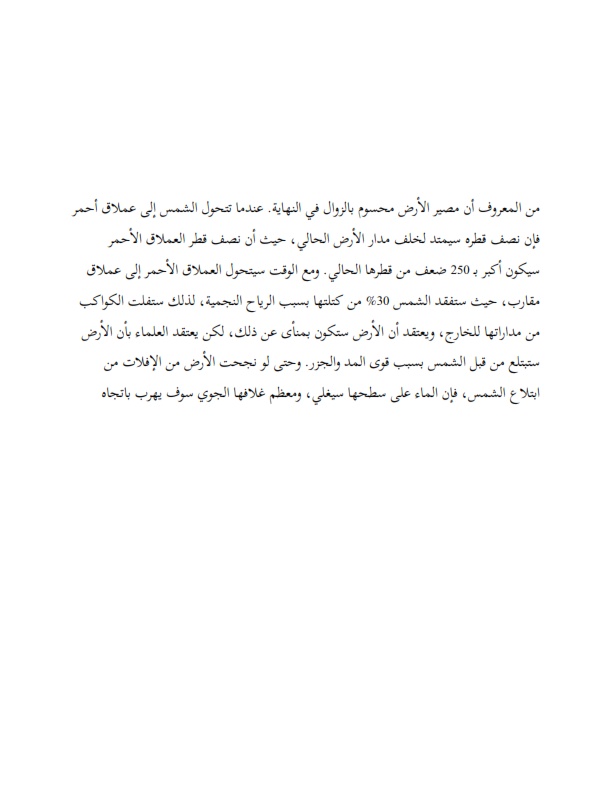 من المعروف أن مصير الأرض محسوم بالزوال في النهاية. عندما تتحول الشمس إلى عملاق أحمر
فإن نصف قطره سيمتد لخلف مدار الأرض الحالي، حيث أن نصف قطر العملاق الأحمر
سيكون أكبر بـ 250 ضعف من قطرها الحالي. ومع الوقت سيتحول العملاق الأحمر إلى عملاق
مقارب، حيث ستفقد الشمس 30% من كتلتها بسبب الرياح النجمية، لذلك ستفلت الكواكب
من مداراتها للخارج، ويعتقد أن الأرض ستكون بمنأى عن ذلك، لكن يعتقد العلماء بأن الأرض
ستبتلع من قبل الشمس بسبب قوى المد والجزر. وحتى لو نجحت الأرض من الإفلات من
ابتلاع الشمس، فإن الماء على سطحها سيغلي، ومعظم غلافها الجوي سوف يهرب باتجاه